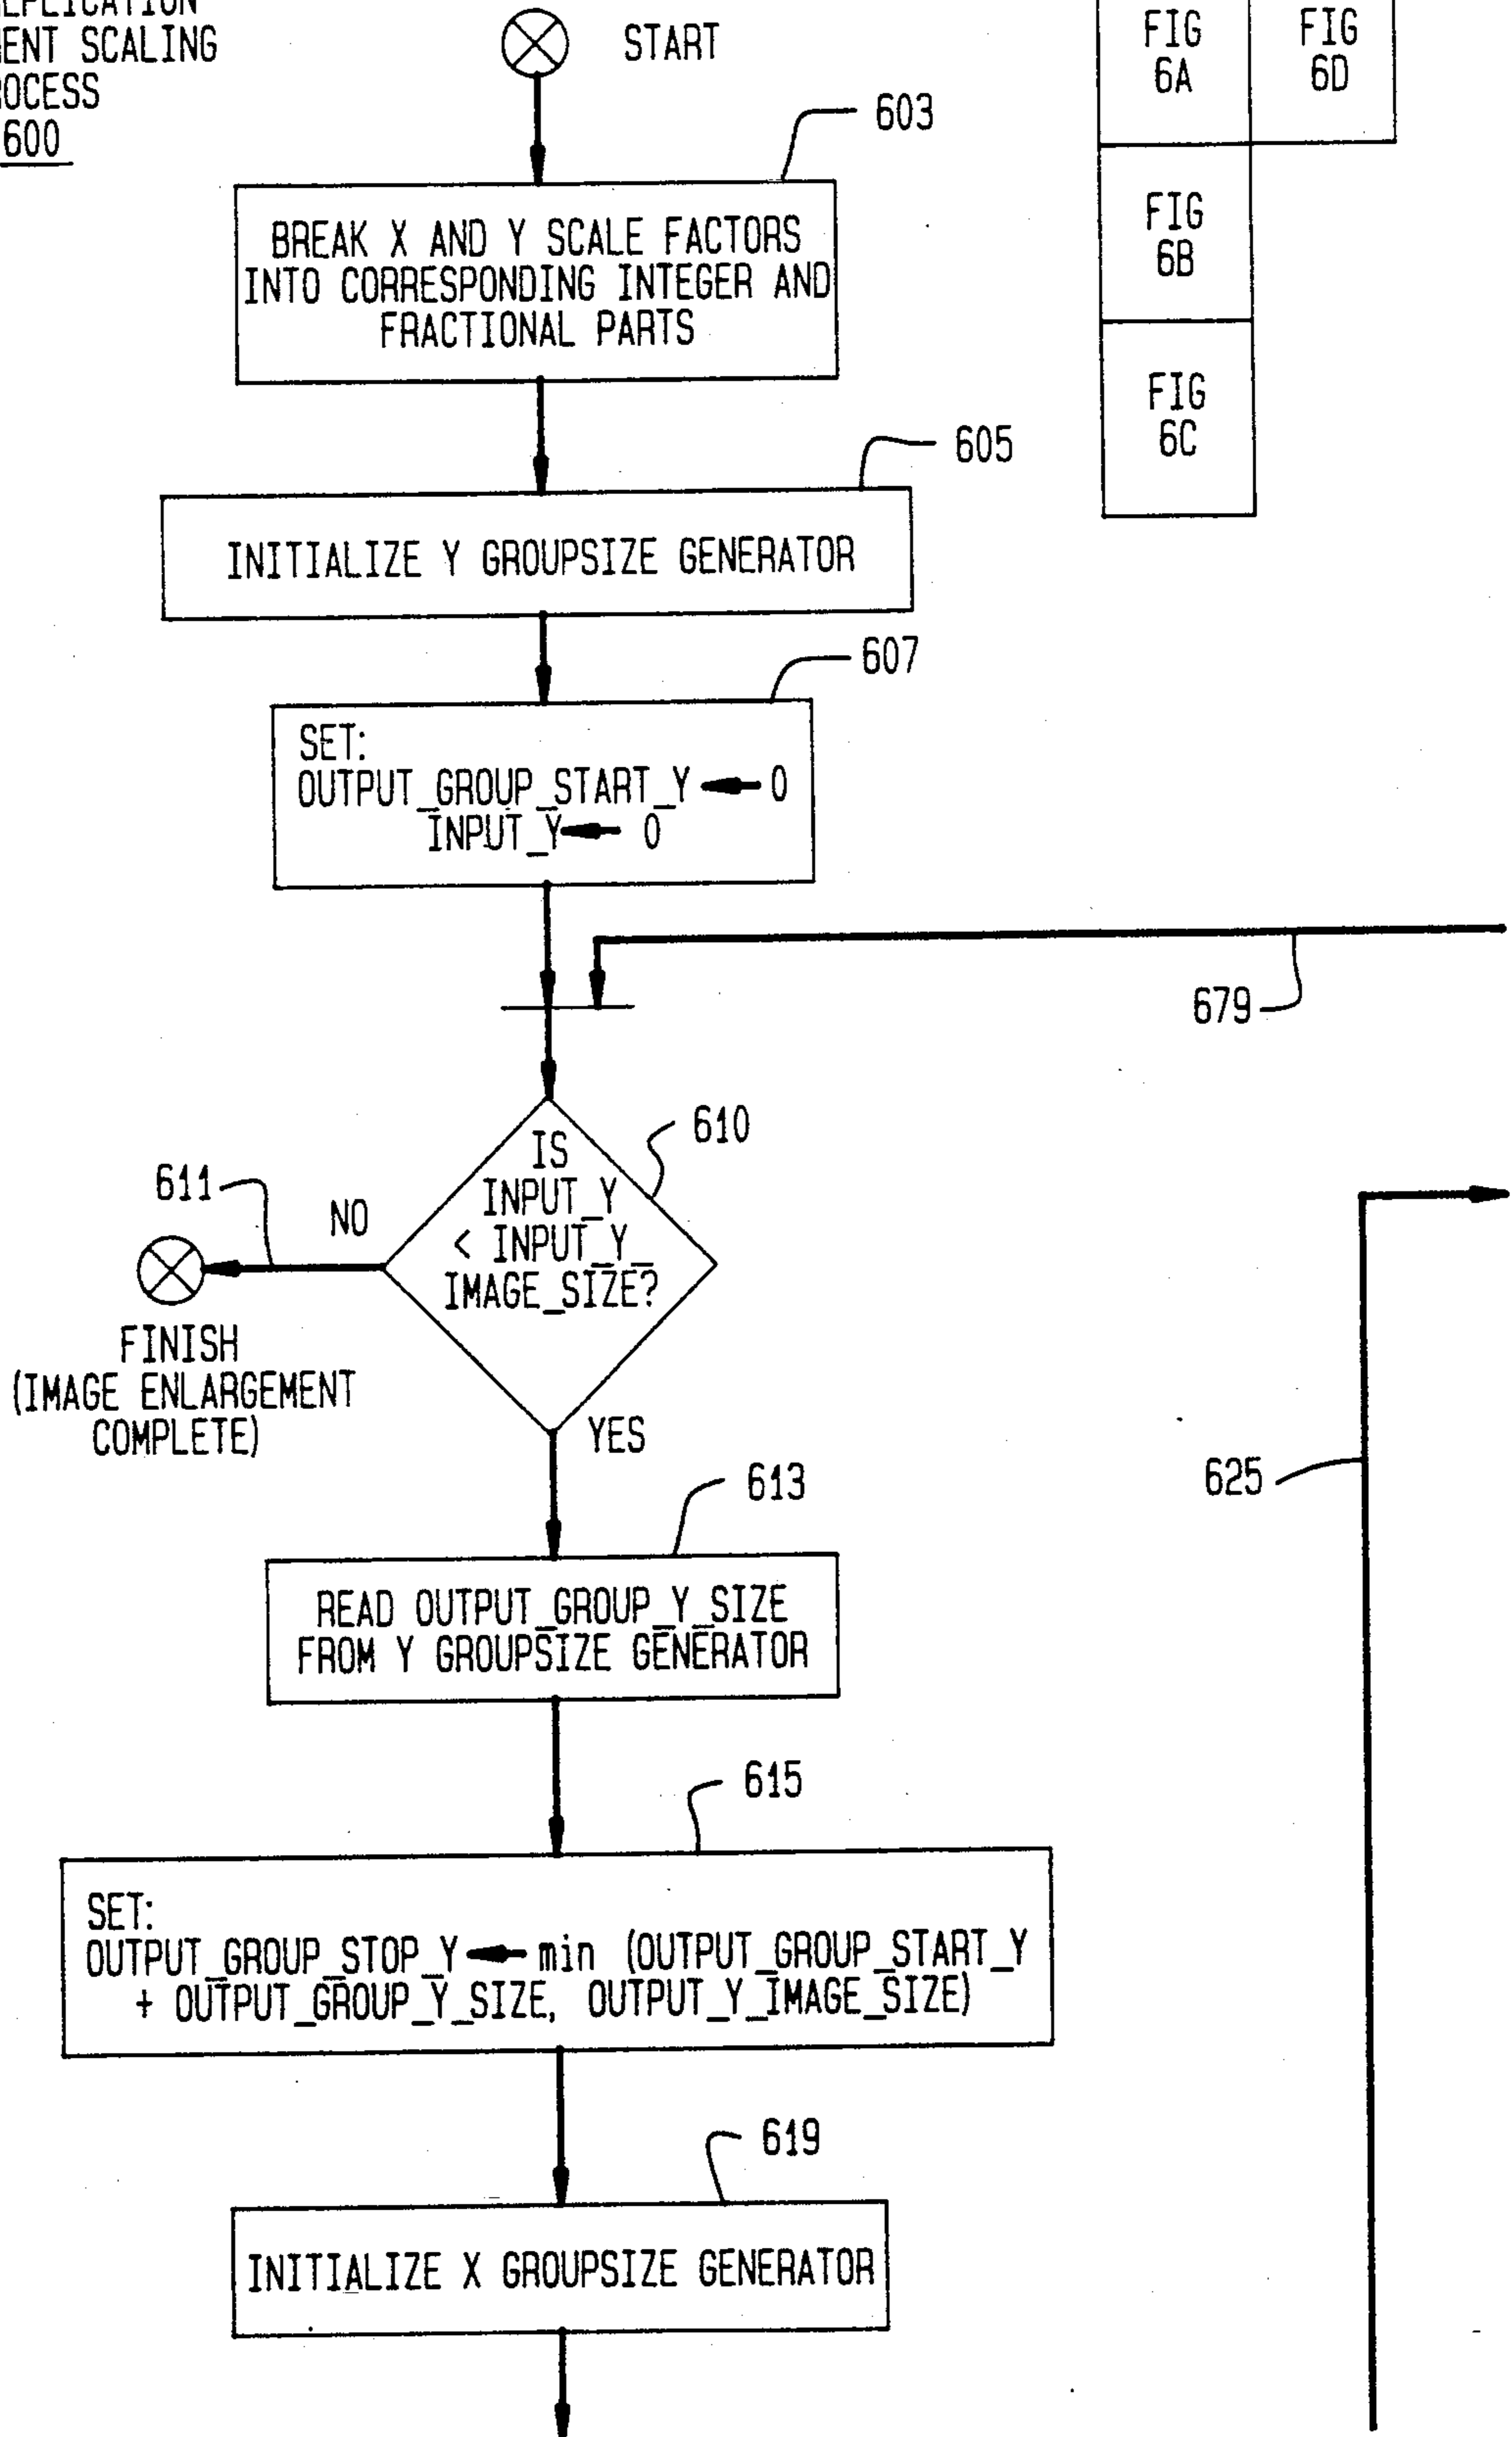 MENT SCALING
600
START
FIG
6A
FIG
6D
FIG
6B
FIG
6C
603
BREAK X AND Y SCALE FACTORS
INTO CORRESPONDING INTEGER AND
FRACTIONAL PARTS
605
INITIALIZE Y GROUPSIZE GENERATOR
607
SET:
OUTPUT_GROUP_START_Y ← 0
INPUT_Y ← 0
679
610
IS
INPUT_Y
< INPUT_Y_
IMAGE_SIZE?
611
NO
FINISH
(IMAGE ENLARGEMENT
COMPLETE)
YES
625
613
READ OUTPUT_GROUP_Y_SIZE
FROM Y GROUPSIZE GENERATOR
615
SET:
OUTPUT_GROUP_STOP_Y ← min (OUTPUT_GROUP_START_Y
+ OUTPUT_GROUP_Y_SIZE, OUTPUT_Y_IMAGE_SIZE)
619
INITIALIZE X GROUPSIZE GENERATOR